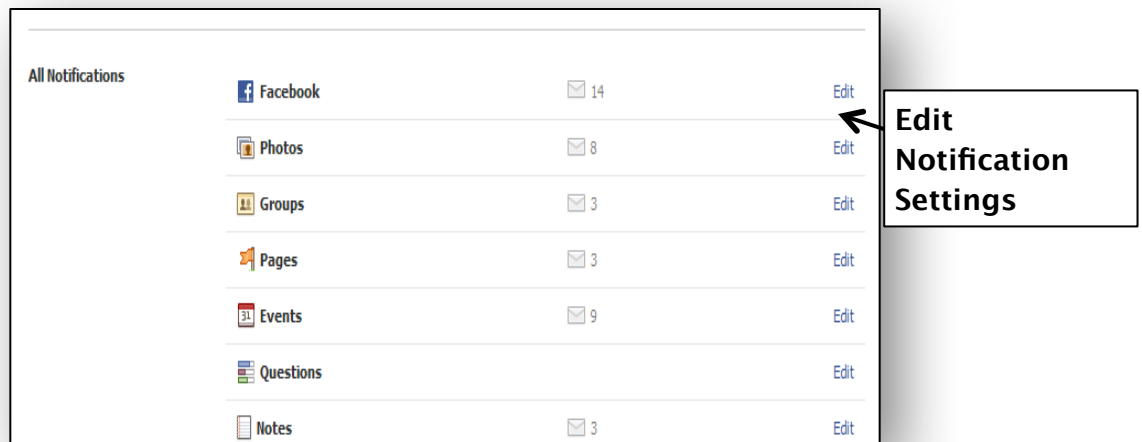 All Notifications
Facebook 14 Edit
Photos 8 Edit
Groups 3 Edit
Pages 3 Edit
31 Events 9 Edit
Questions Edit
Notes 3 Edit
Edit
Notification
Settings